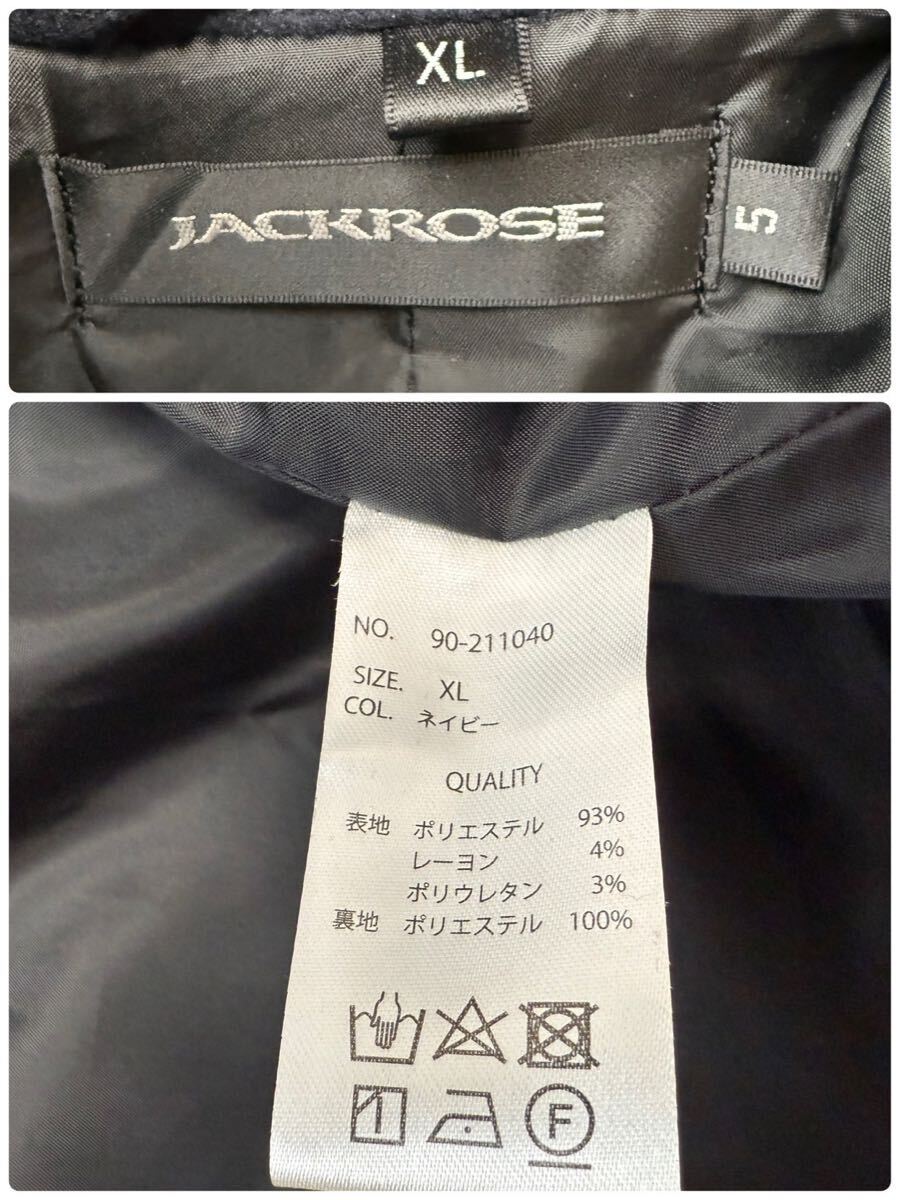 XL
JACKROSE
5
NO. 90-211040
SIZE. XL
COL. ネイビー
QUALITY
表地 ポリエステル 93%
レーヨン 4%
ポリウレタン 3%
裏地 ポリエステル 100%
F